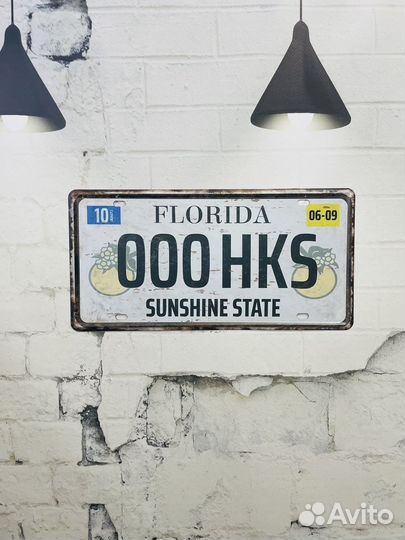 10
FLORIDA
06-09
000 HKS
SUNSHINE STATE
Avito